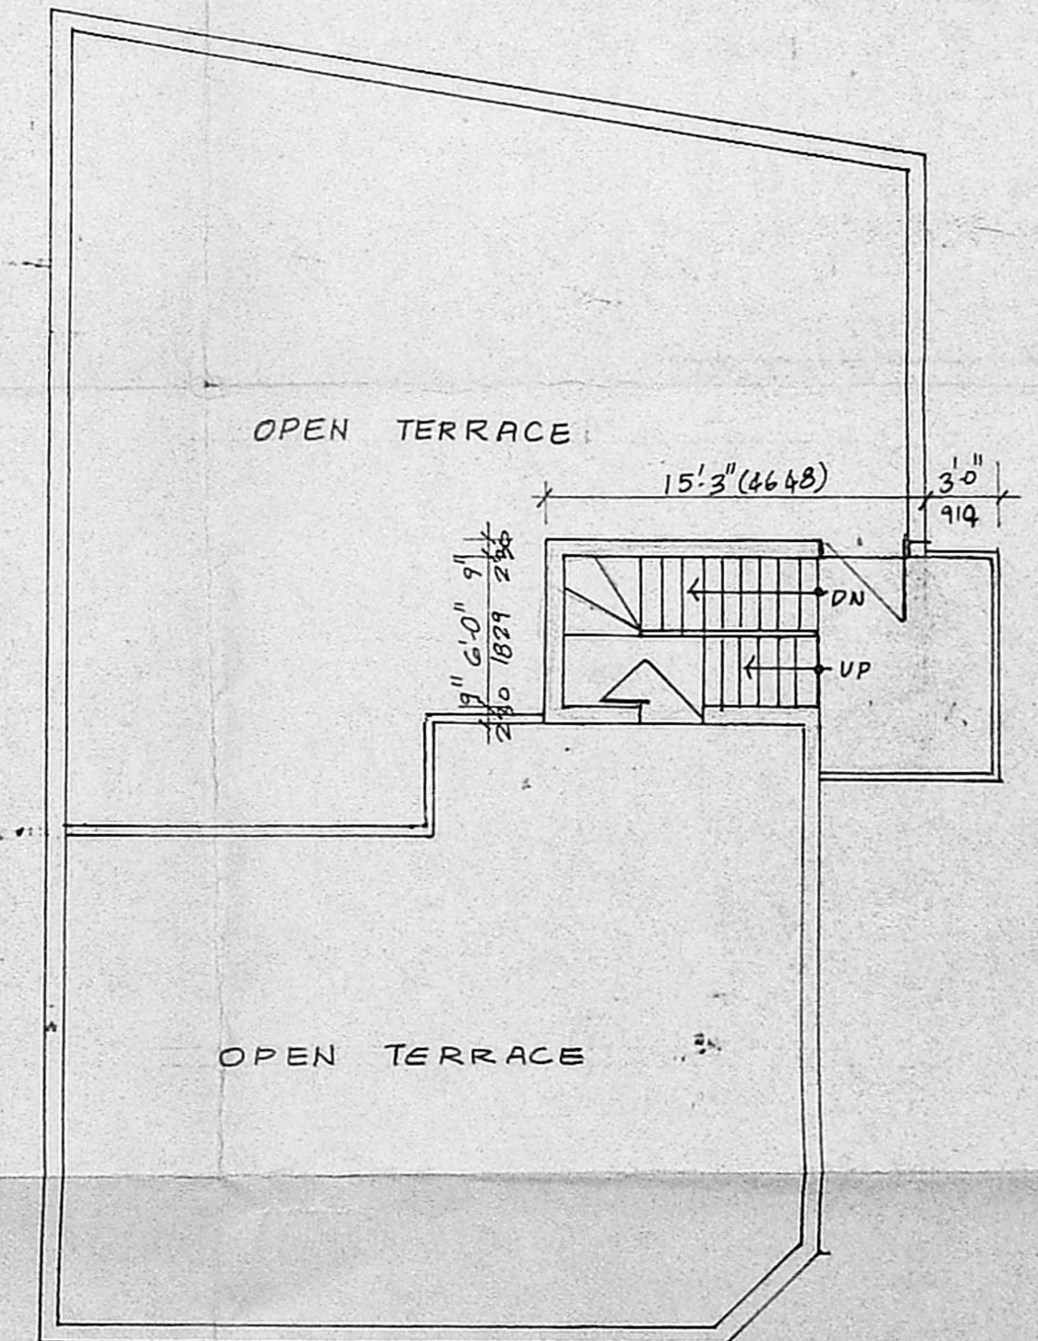 OPEN TERRACE
15'-3" (4648)
3'-0"
914
9" 6'-0" 9"
230 1829 230
DN
UP
OPEN TERRACE